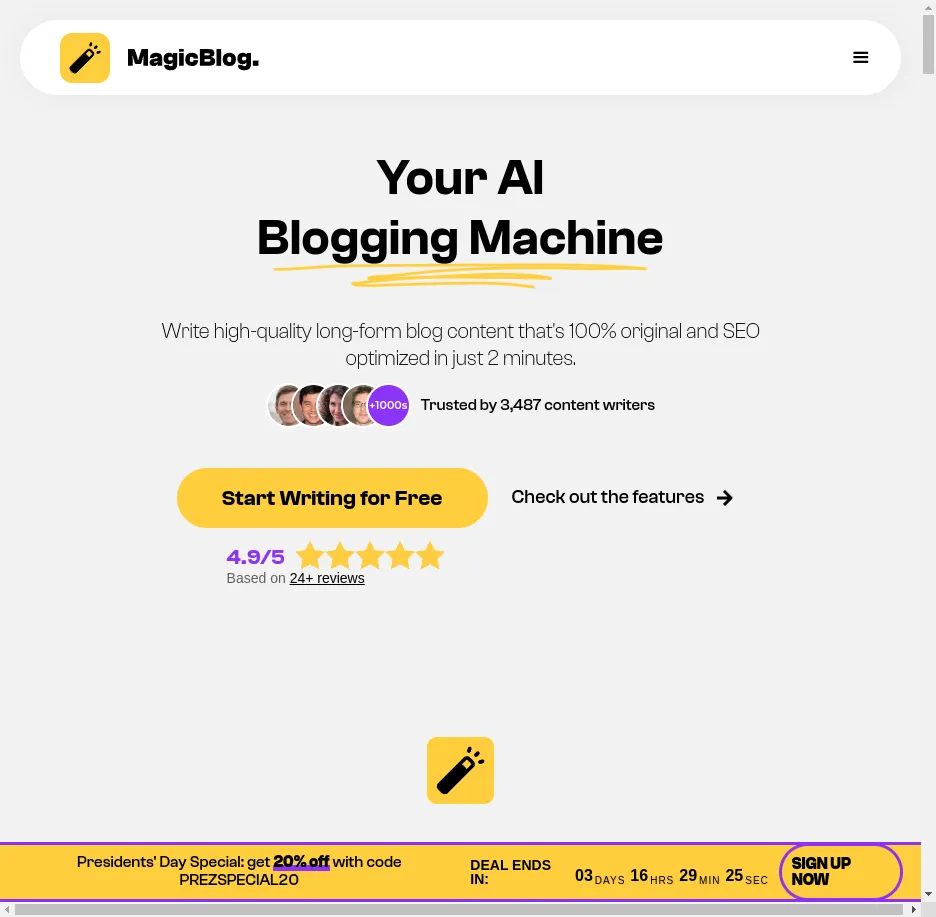 MagicBlog.
Your AI
Blogging Machine
Write high-quality long-form blog content that's 100% original and SEO
optimized in just 2 minutes.
+1000s
Trusted by 3,487 content writers
Start Writing for Free
Check out the features
4.9/5
Based on 24+ reviews
Presidents' Day Special: get 20% off with code
PREZSPECIAL20
DEAL ENDS
IN:
03 DAYS 16 HRS 29 MIN 25 SEC
SIGN UP
NOW